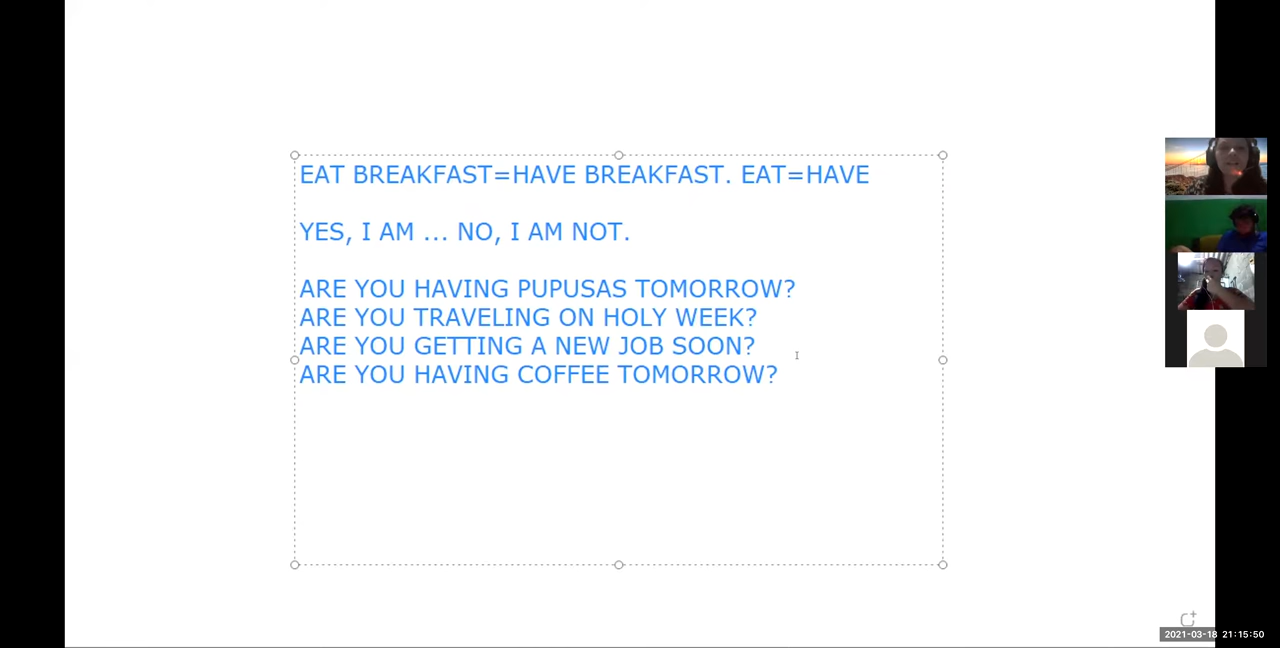 EAT BREAKFAST=HAVE BREAKFAST. EAT=HAVE
YES, I AM ... NO, I AM NOT.
ARE YOU HAVING PUPUSAS TOMORROW?
ARE YOU TRAVELING ON HOLY WEEK?
ARE YOU GETTING A NEW JOB SOON?
ARE YOU HAVING COFFEE TOMORROW?
2021-03-18 21:15:50